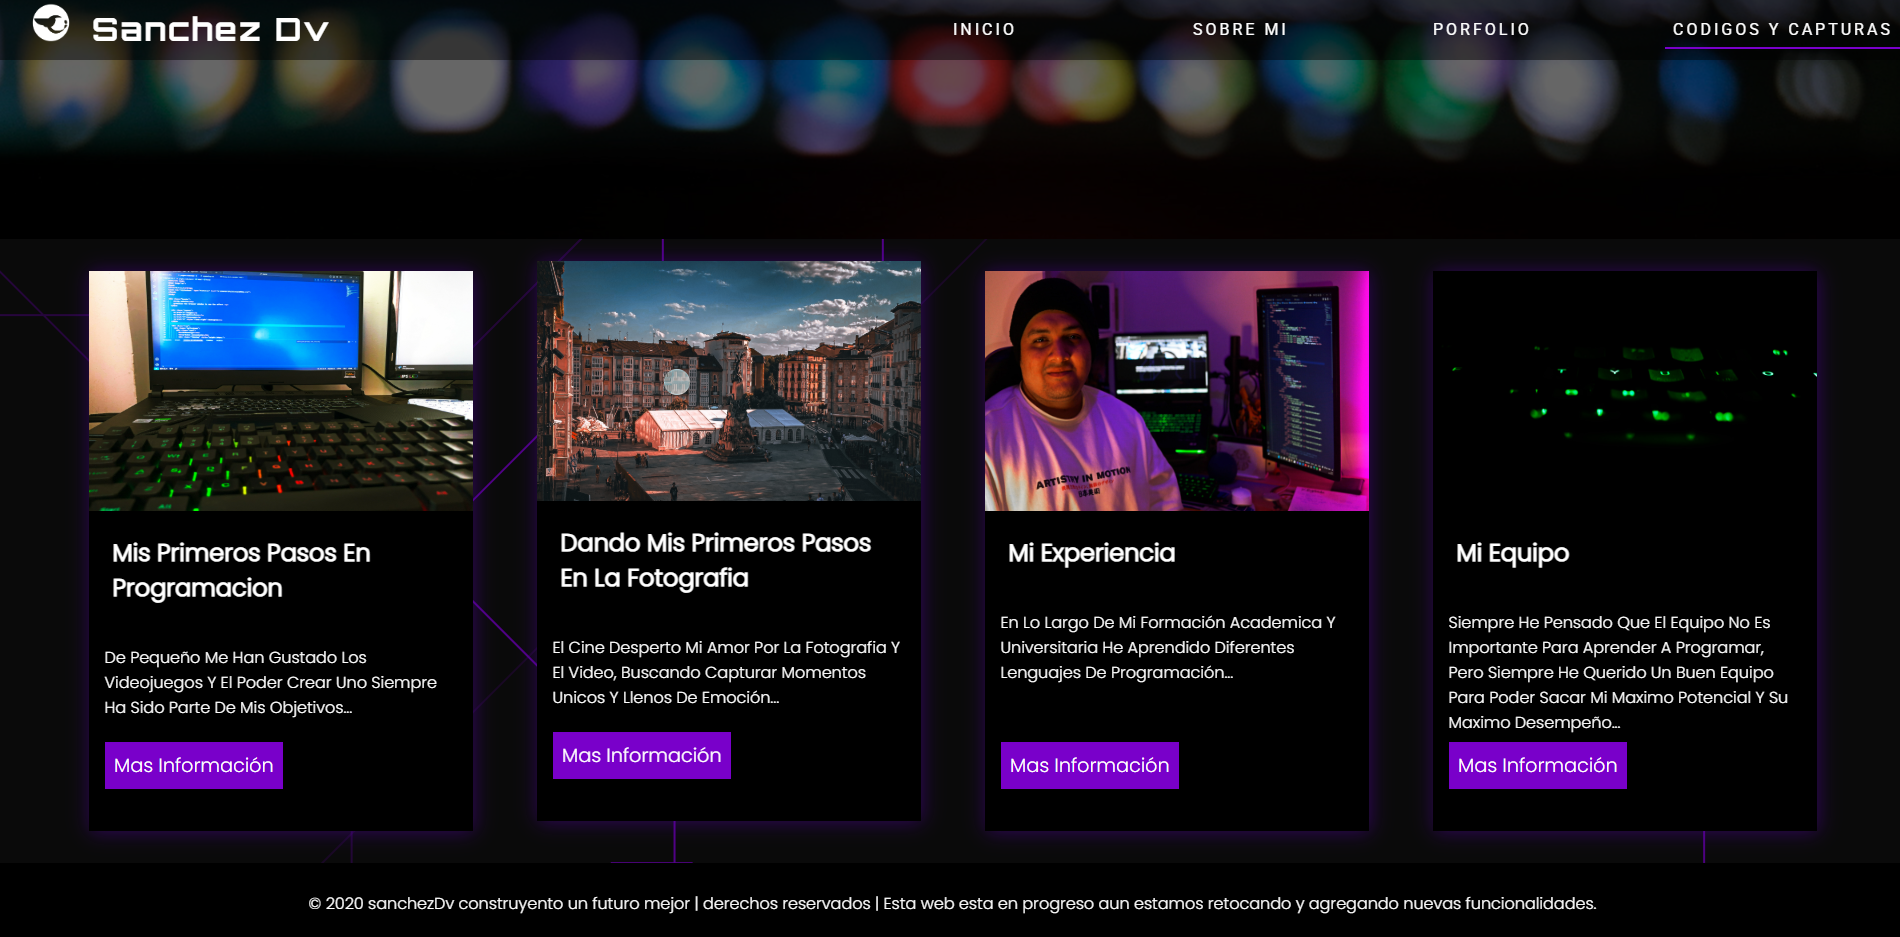 Sanchez Dv
INICIO
SOBRE MI
PORFOLIO
CODIGOS Y CAPTURAS
Mis Primeros Pasos En
Programacion
De Pequeño Me Han Gustado Los
Videojuegos Y El Poder Crear Uno Siempre
Ha Sido Parte De Mis Objetivos...
Mas Información
Dando Mis Primeros Pasos
En La Fotografia
El Cine Desperto Mi Amor Por La Fotografia Y
El Video, Buscando Capturar Momentos
Unicos Y Llenos De Emoción...
Mas Información
ARTISTRY IN MOTION
Mi Experiencia
En Lo Largo De Mi Formación Academica Y
Universitaria He Aprendido Diferentes
Lenguajes De Programación...
Mas Información
Mi Equipo
Siempre He Pensado Que El Equipo No Es
Importante Para Aprender A Programar,
Pero Siempre He Querido Un Buen Equipo
Para Poder Sacar Mi Maximo Potencial Y Su
Maximo Desempeño...
Mas Información
© 2020 sanchezDv construyento un futuro mejor | derechos reservados | Esta web esta en progreso aun estamos retocando y agregando nuevas funcionalidades.